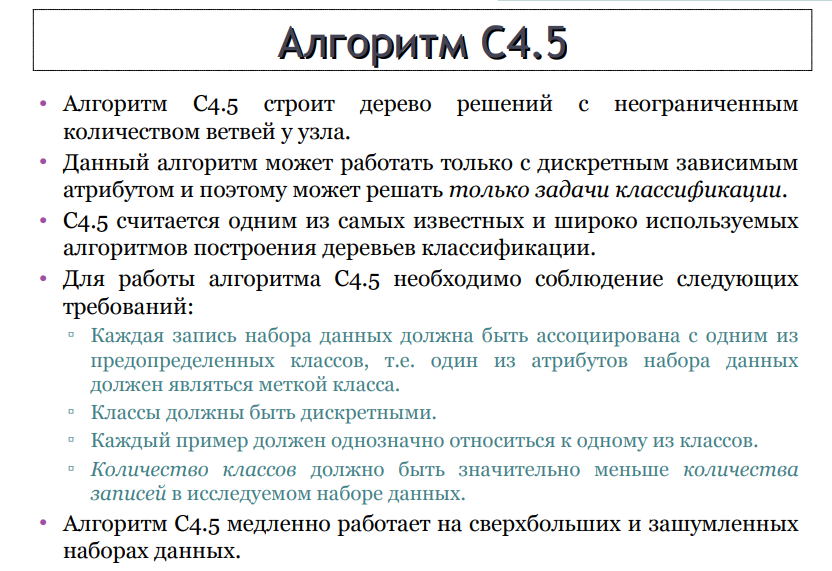 Алгоритм C4.5
• Алгоритм C4.5 строит дерево решений с неограниченным
количеством ветвей у узла.
• Данный алгоритм может работать только с дискретным зависимым
атрибутом и поэтому может решать только задачи классификации.
• C4.5 считается одним из самых известных и широко используемых
алгоритмов построения деревьев классификации.
• Для работы алгоритма C4.5 необходимо соблюдение следующих
требований:
▫ Каждая запись набора данных должна быть ассоциирована с одним из
предопределенных классов, т.е. один из атрибутов набора данных
должен являться меткой класса.
▫ Классы должны быть дискретными.
▫ Каждый пример должен однозначно относиться к одному из классов.
▫ Количество классов должно быть значительно меньше количества
записей в исследуемом наборе данных.
• Алгоритм C4.5 медленно работает на сверхбольших и зашумленных
наборах данных.